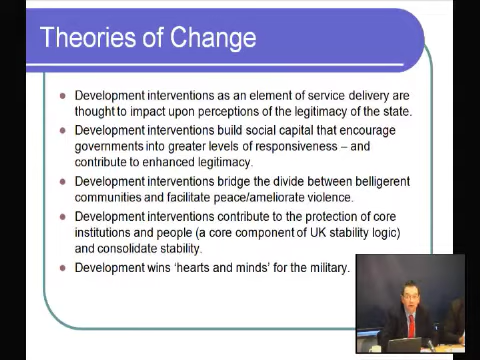 Theories of Change
Development interventions as an element of service delivery are
thought to impact upon perceptions of the legitimacy of the state.
Development interventions build social capital that encourage
governments into greater levels of responsiveness – and
contribute to enhanced legitimacy.
Development interventions bridge the divide between belligerent
communities and facilitate peace/ameliorate violence.
Development interventions contribute to the protection of core
institutions and people (a core component of UK stability logic)
and consolidate stability.
Development wins ‘hearts and minds’ for the military.